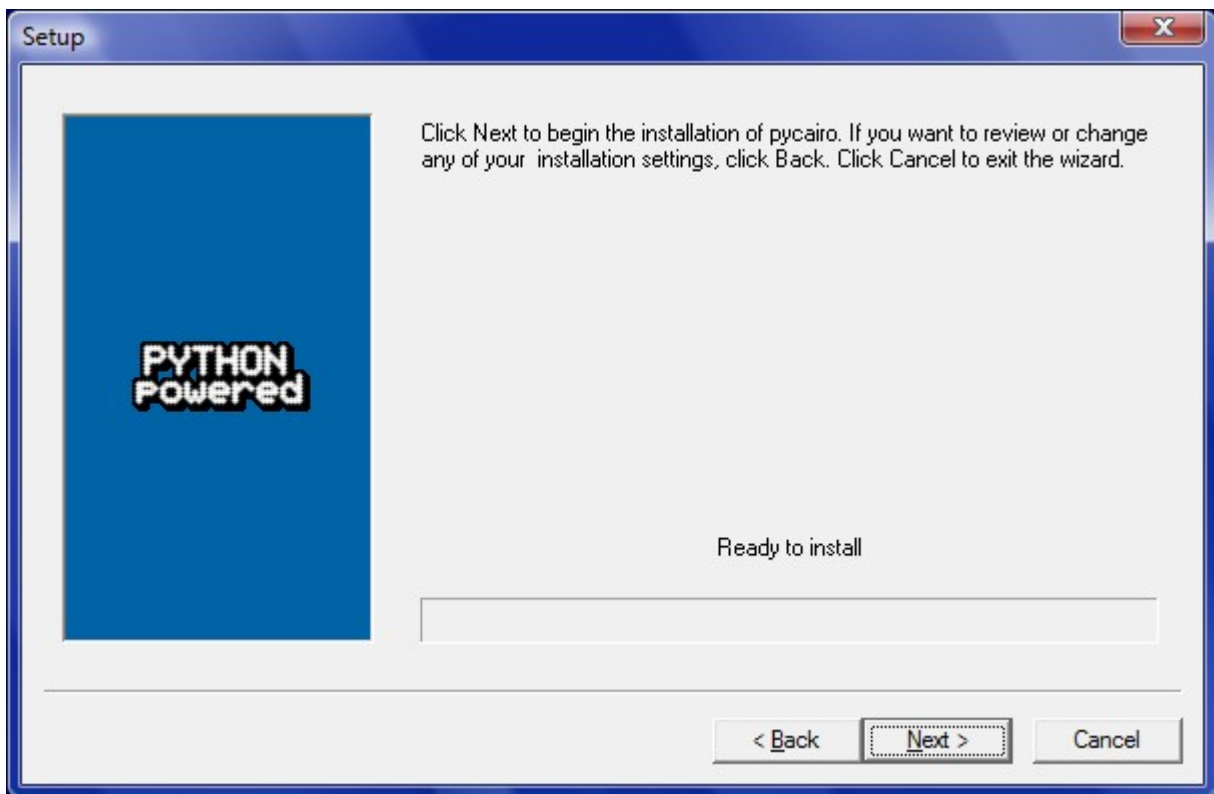 Setup
Click Next to begin the installation of pycairo. If you want to review or change
any of your  installation settings, click Back. Click Cancel to exit the wizard.
PYTHON
powered
Ready to install
< Back
Next >
Cancel